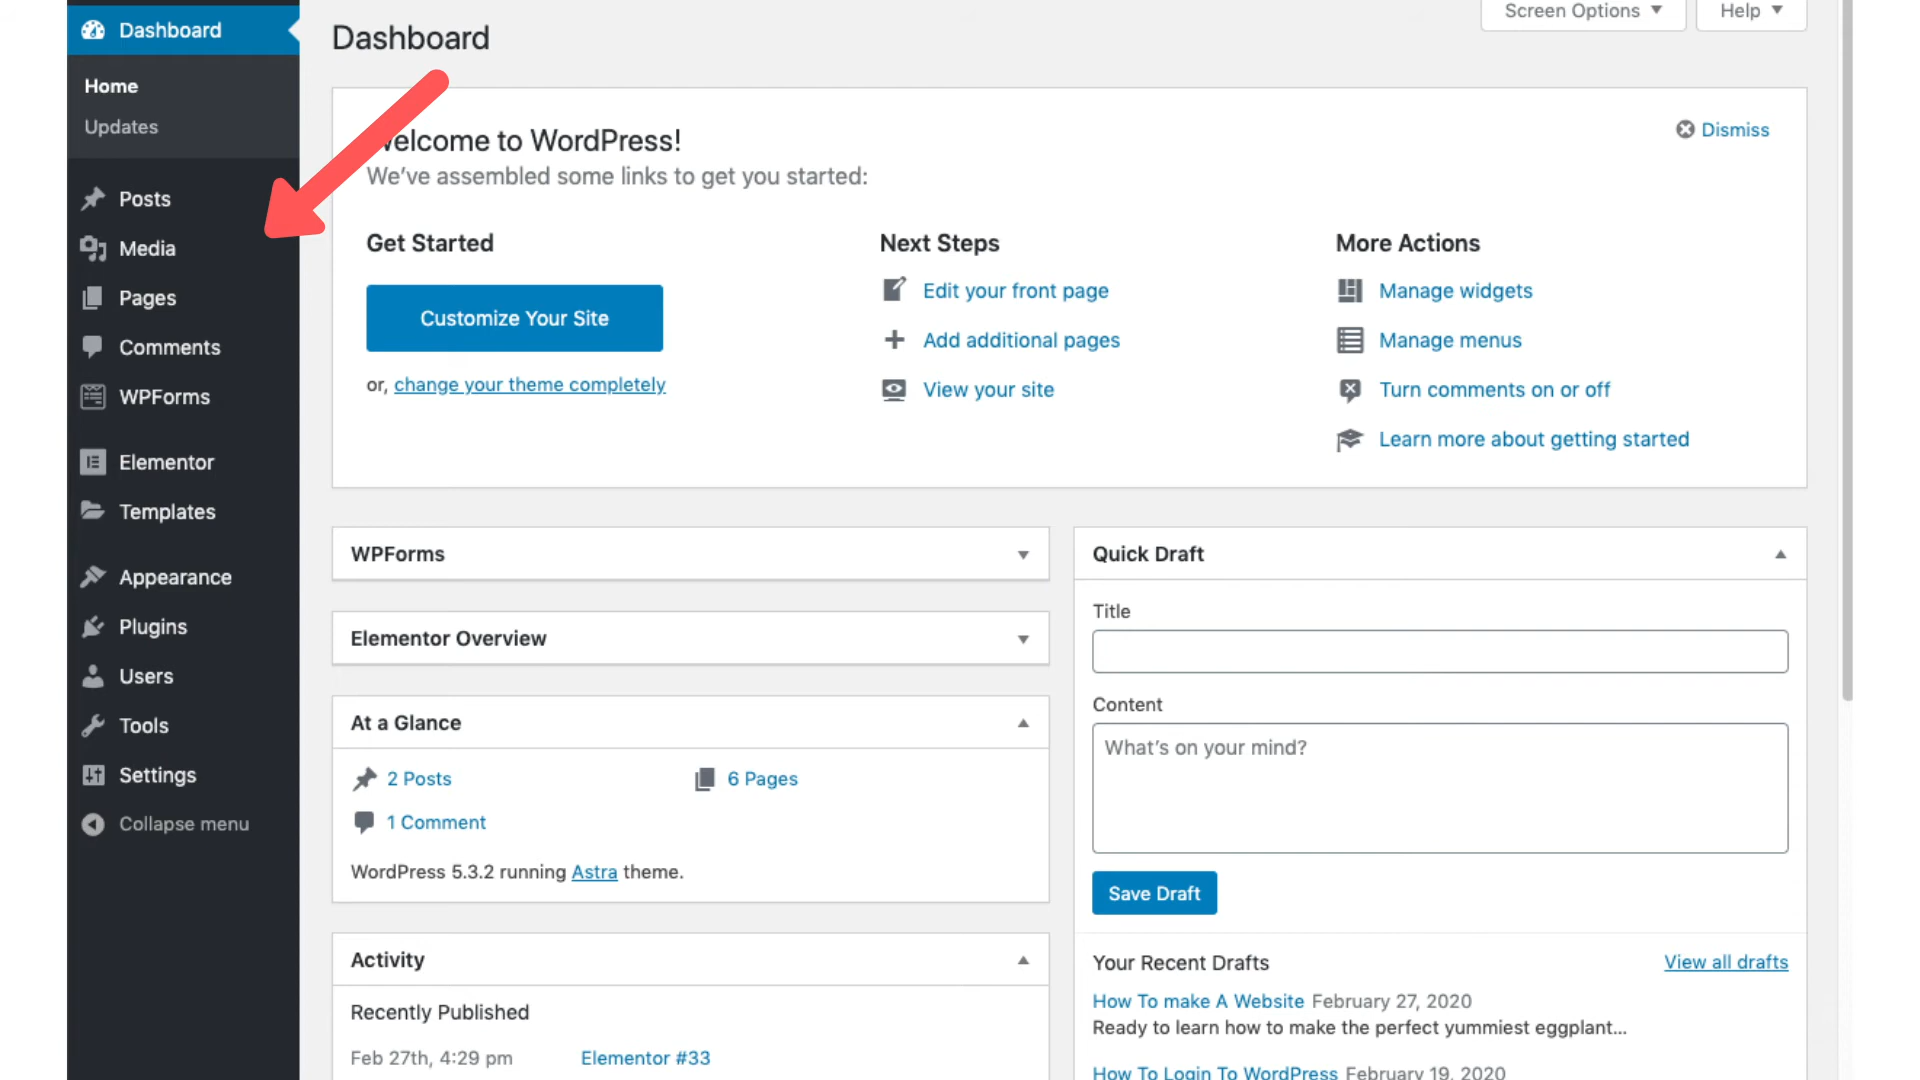 Dashboard
Home
Updates
Posts
Media
Pages
Comments
WPForms
Elementor
Templates
Appearance
Plugins
Users
Tools
Settings
Collapse menu
Dashboard
Screen Options
Help
Welcome to WordPress!
We've assembled some links to get you started:
Dismiss
Get Started
Customize Your Site
or, change your theme completely
Next Steps
Edit your front page
Add additional pages
View your site
More Actions
Manage widgets
Manage menus
Turn comments on or off
Learn more about getting started
WPForms
Elementor Overview
At a Glance
2 Posts
6 Pages
1 Comment
WordPress 5.3.2 running Astra theme.
Activity
Recently Published
Feb 27th, 4:29 pm Elementor #33
Quick Draft
Title
Content
What's on your mind?
Save Draft
Your Recent Drafts
View all drafts
How To make A Website February 27, 2020
Ready to learn how to make the perfect yummiest eggplant...
How To Login To WordPress February 19, 2020